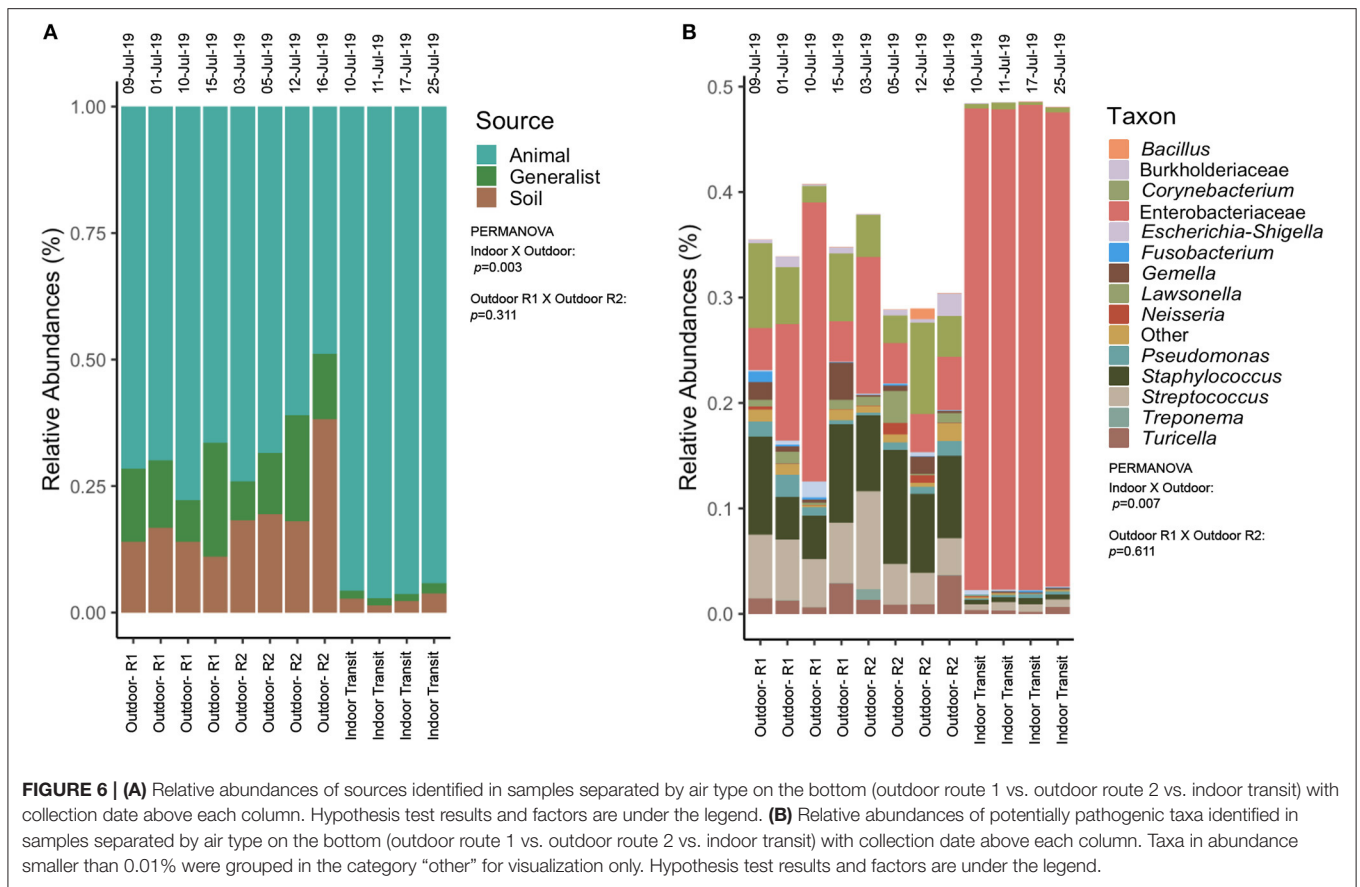 A
09-Jul-19
01-Jul-19
10-Jul-19
15-Jul-19
03-Jul-19
05-Jul-19
12-Jul-19
16-Jul-19
10-Jul-19
11-Jul-19
17-Jul-19
25-Jul-19
Relative Abundances (%)
1.00
0.75
0.50
0.25
0.00
Outdoor- R1
Outdoor- R1
Outdoor- R1
Outdoor- R1
Outdoor- R2
Outdoor- R2
Outdoor- R2
Outdoor- R2
Indoor Transit
Indoor Transit
Indoor Transit
Indoor Transit
Source
Animal
Generalist
Soil
PERMANOVA
Indoor X Outdoor:
p=0.003
Outdoor R1 X Outdoor R2:
p=0.311
B
09-Jul-19
01-Jul-19
10-Jul-19
15-Jul-19
03-Jul-19
05-Jul-19
12-Jul-19
16-Jul-19
10-Jul-19
11-Jul-19
17-Jul-19
25-Jul-19
Relative Abundances (%)
0.5
0.4
0.3
0.2
0.1
0.0
Outdoor- R1
Outdoor- R1
Outdoor- R1
Outdoor- R1
Outdoor- R2
Outdoor- R2
Outdoor- R2
Outdoor- R2
Indoor Transit
Indoor Transit
Indoor Transit
Indoor Transit
Taxon
Bacillus
Burkholderiaceae
Corynebacterium
Enterobacteriaceae
Escherichia-Shigella
Fusobacterium
Gemella
Lawsonella
Neisseria
Other
Pseudomonas
Staphylococcus
Streptococcus
Treponema
Turicella
PERMANOVA
Indoor X Outdoor:
p=0.007
Outdoor R1 X Outdoor R2:
p=0.611
FIGURE 6 | (A) Relative abundances of sources identified in samples separated by air type on the bottom (outdoor route 1 vs. outdoor route 2 vs. indoor transit) with
collection date above each column. Hypothesis test results and factors are under the legend. (B) Relative abundances of potentially pathogenic taxa identified in
samples separated by air type on the bottom (outdoor route 1 vs. outdoor route 2 vs. indoor transit) with collection date above each column. Taxa in abundance
smaller than 0.01% were grouped in the category “other” for visualization only. Hypothesis test results and factors are under the legend.